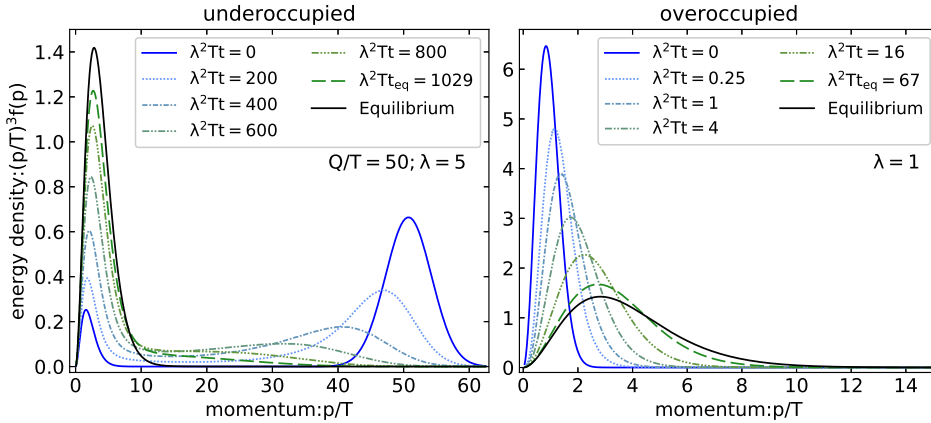 underoccupied
energy density:(p/T)³f(p)
1.4
1.2
1.0
0.8
0.6
0.4
0.2
0.0
λ²Tt = 0
λ²Tt = 200
λ²Tt = 400
λ²Tt = 600
λ²Tt = 800
λ²Tt_eq = 1029
Equilibrium
Q/T = 50; λ = 5
0 10 20 30 40 50 60
momentum:p/T
overoccupied
6
5
4
3
2
1
0
λ²Tt = 0
λ²Tt = 0.25
λ²Tt = 1
λ²Tt = 4
λ²Tt = 16
λ²Tt_eq = 67
Equilibrium
λ = 1
0 2 4 6 8 10 12 14
momentum:p/T